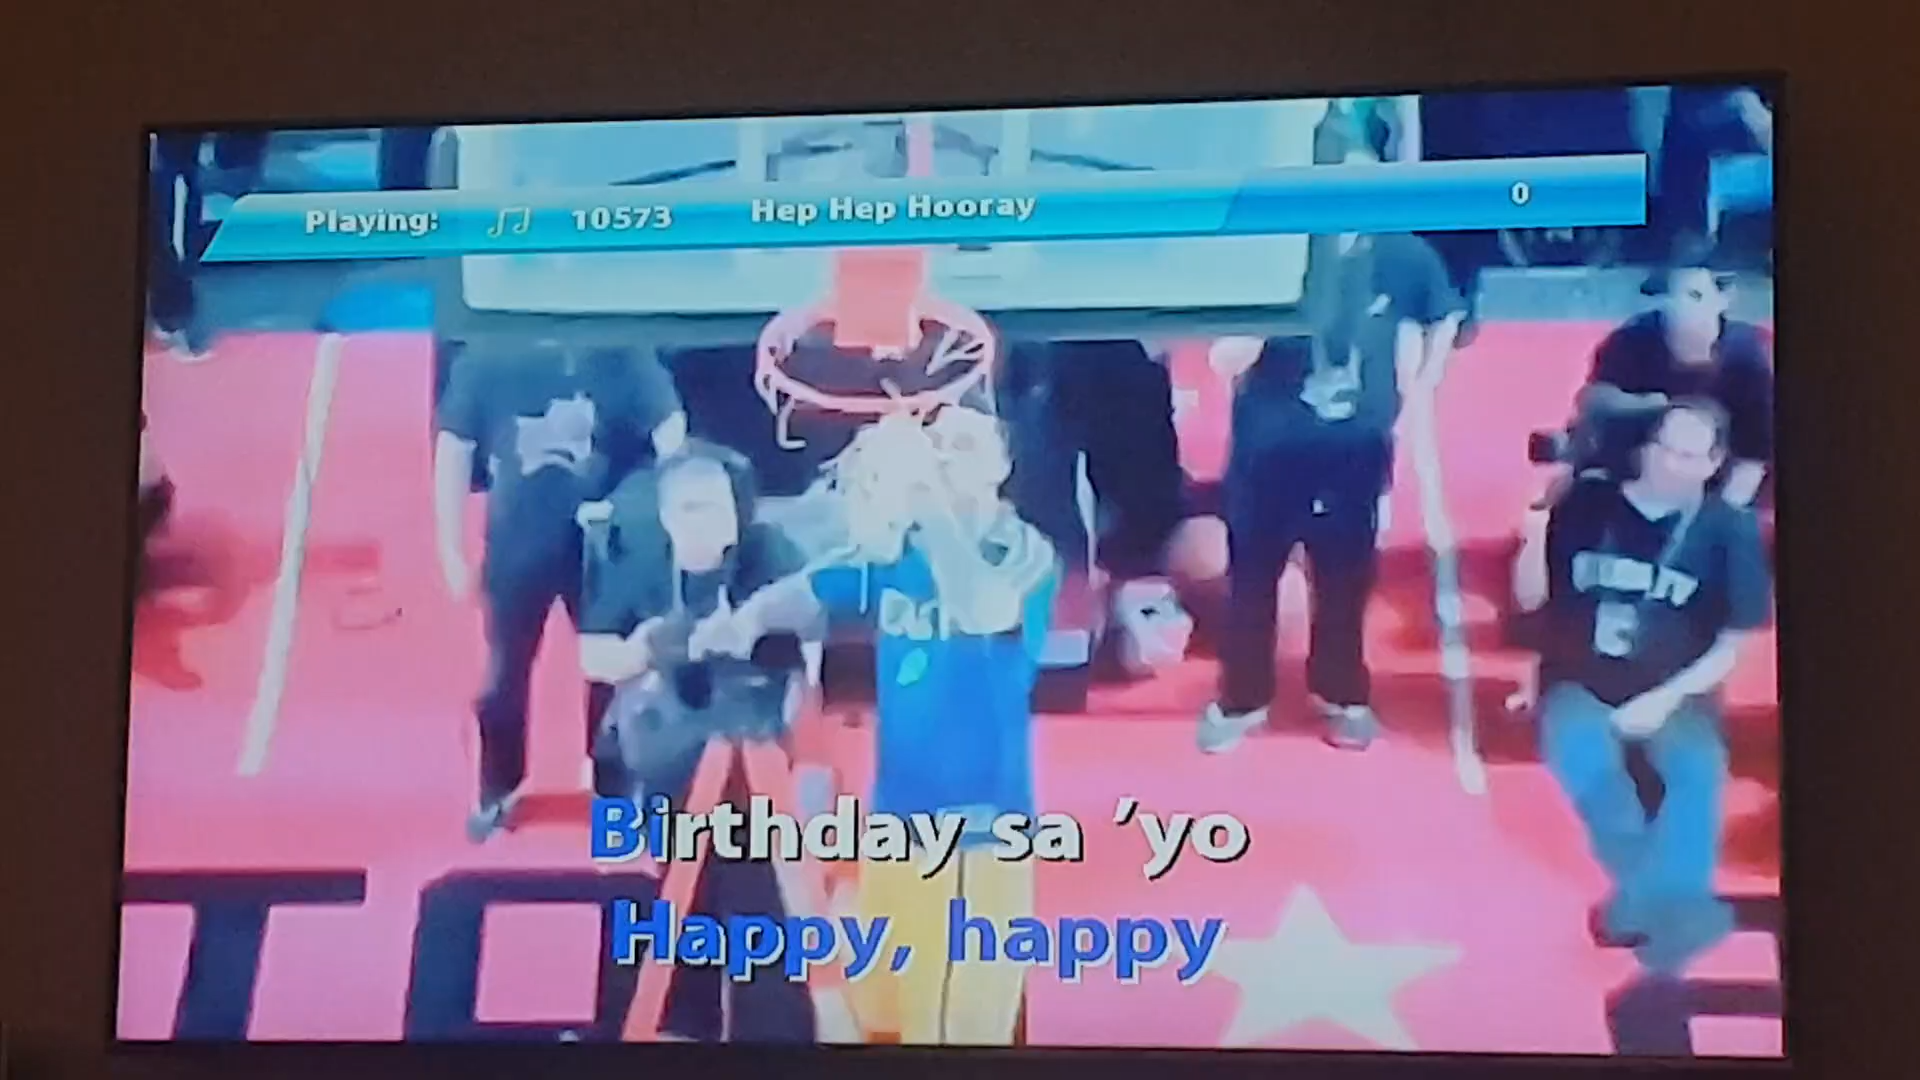 Playing: 10573 Hep Hep Hooray 0
Birthday sa ’yo
Happy, happy